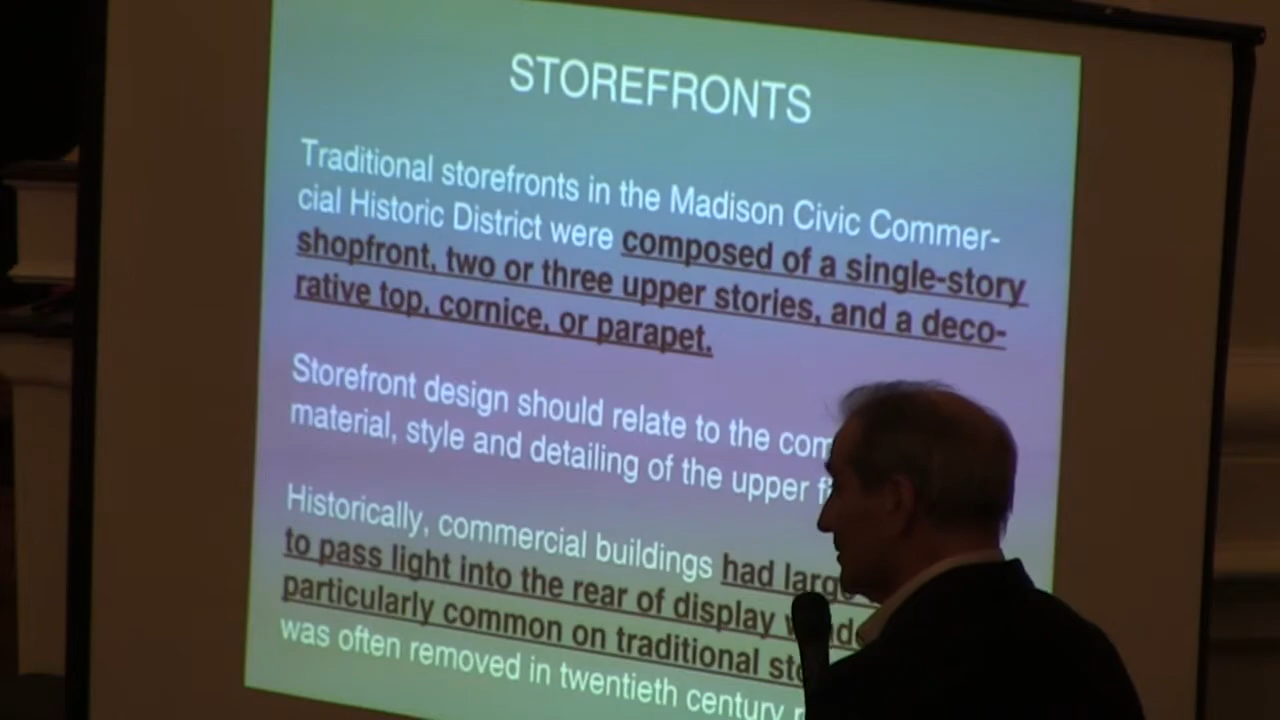 STOREFRONTS
Traditional storefronts in the Madison Civic Commer-
cial Historic District were composed of a single-story
shopfront, two or three upper stories, and a deco-
rative top, cornice, or parapet.
Storefront design should relate to the
material, style and detailing of the upper
Historically, commercial buildings had
to pass light into the rear of display
particularly common on traditional
was often removed in twentieth century